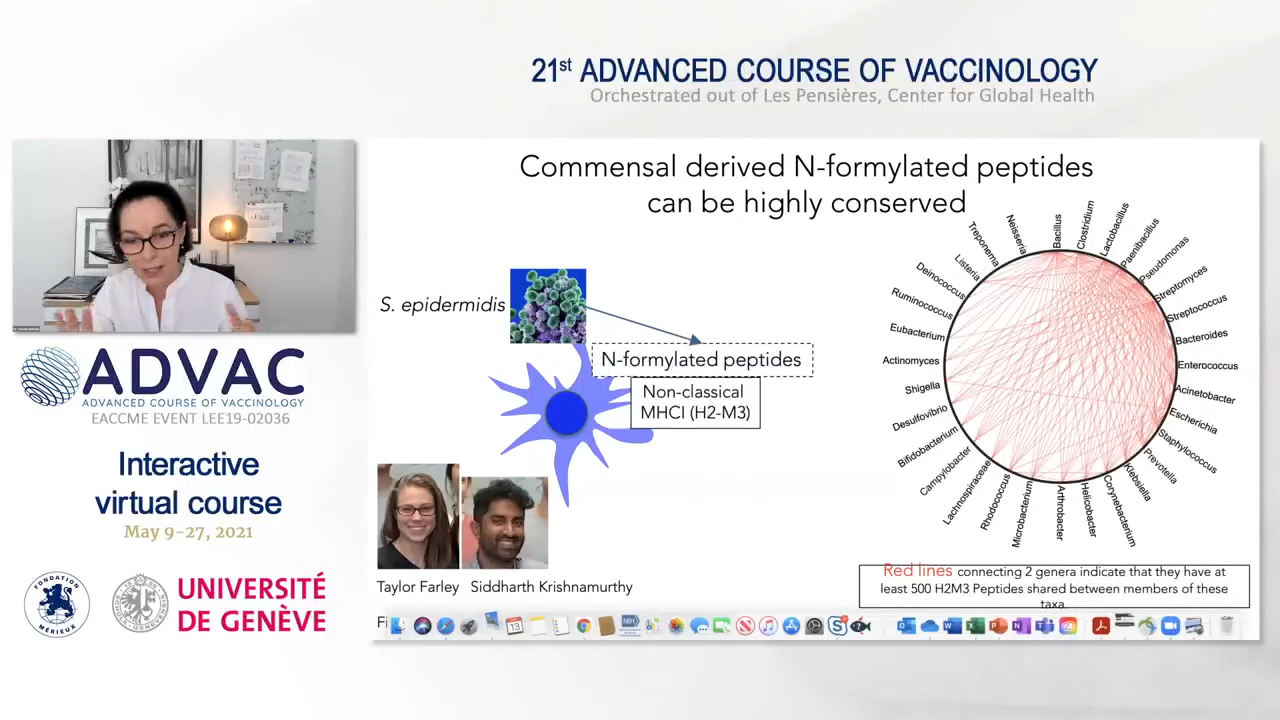 21st ADVANCED COURSE OF VACCINOLOGY
Orchestrated out of Les Pensières, Center for Global Health
ADVAC
ADVANCED COURSE OF VACCINOLOGY
EACCME EVENT LEE19-02036
Interactive
virtual course
May 9-27, 2021
FONDATION
MÉRIEUX
UNIVERSITÉ
DE GENÈVE
Commensal derived N-formylated peptides
can be highly conserved
S. epidermidis
N-formylated peptides
Non-classical
MHCI (H2-M3)
Taylor Farley
Siddharth Krishnamurthy
Fi
Bacillus
Clostridium
Lactobacillus
Paenibacillus
Pseudomonas
Streptomyces
Streptococcus
Bacteroides
Enterococcus
Acinetobacter
Escherichia
Staphylococcus
Prevotella
Klebsiella
Corynebacterium
Helicobacter
Arthrobacter
Microbacterium
Rhodococcus
Lachnospiraceae
Campylobacter
Bifidobacterium
Desulfovibrio
Shigella
Actinomyces
Eubacterium
Ruminococcus
Deinococcus
Listeria
Treponema
Neisseria
Red lines connecting 2 genera indicate that they have at
least 500 H2M3 Peptides shared between members of these
taxa
13
NIH